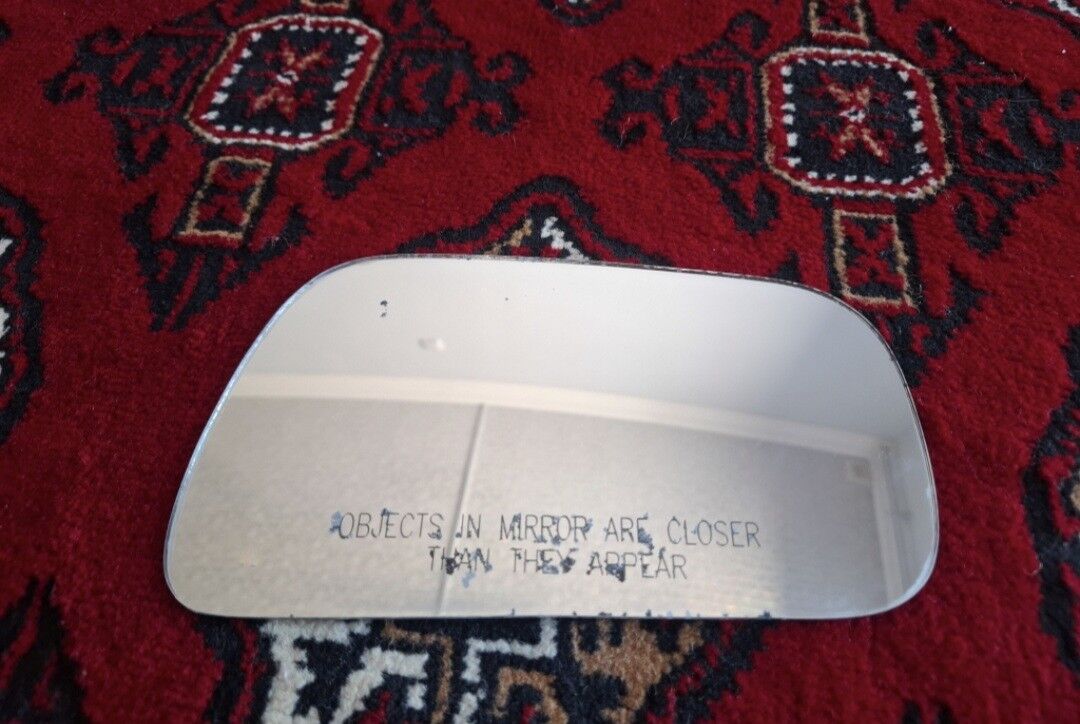 OBJECTS IN MIRROR ARE CLOSER
THAN THEY APPEAR